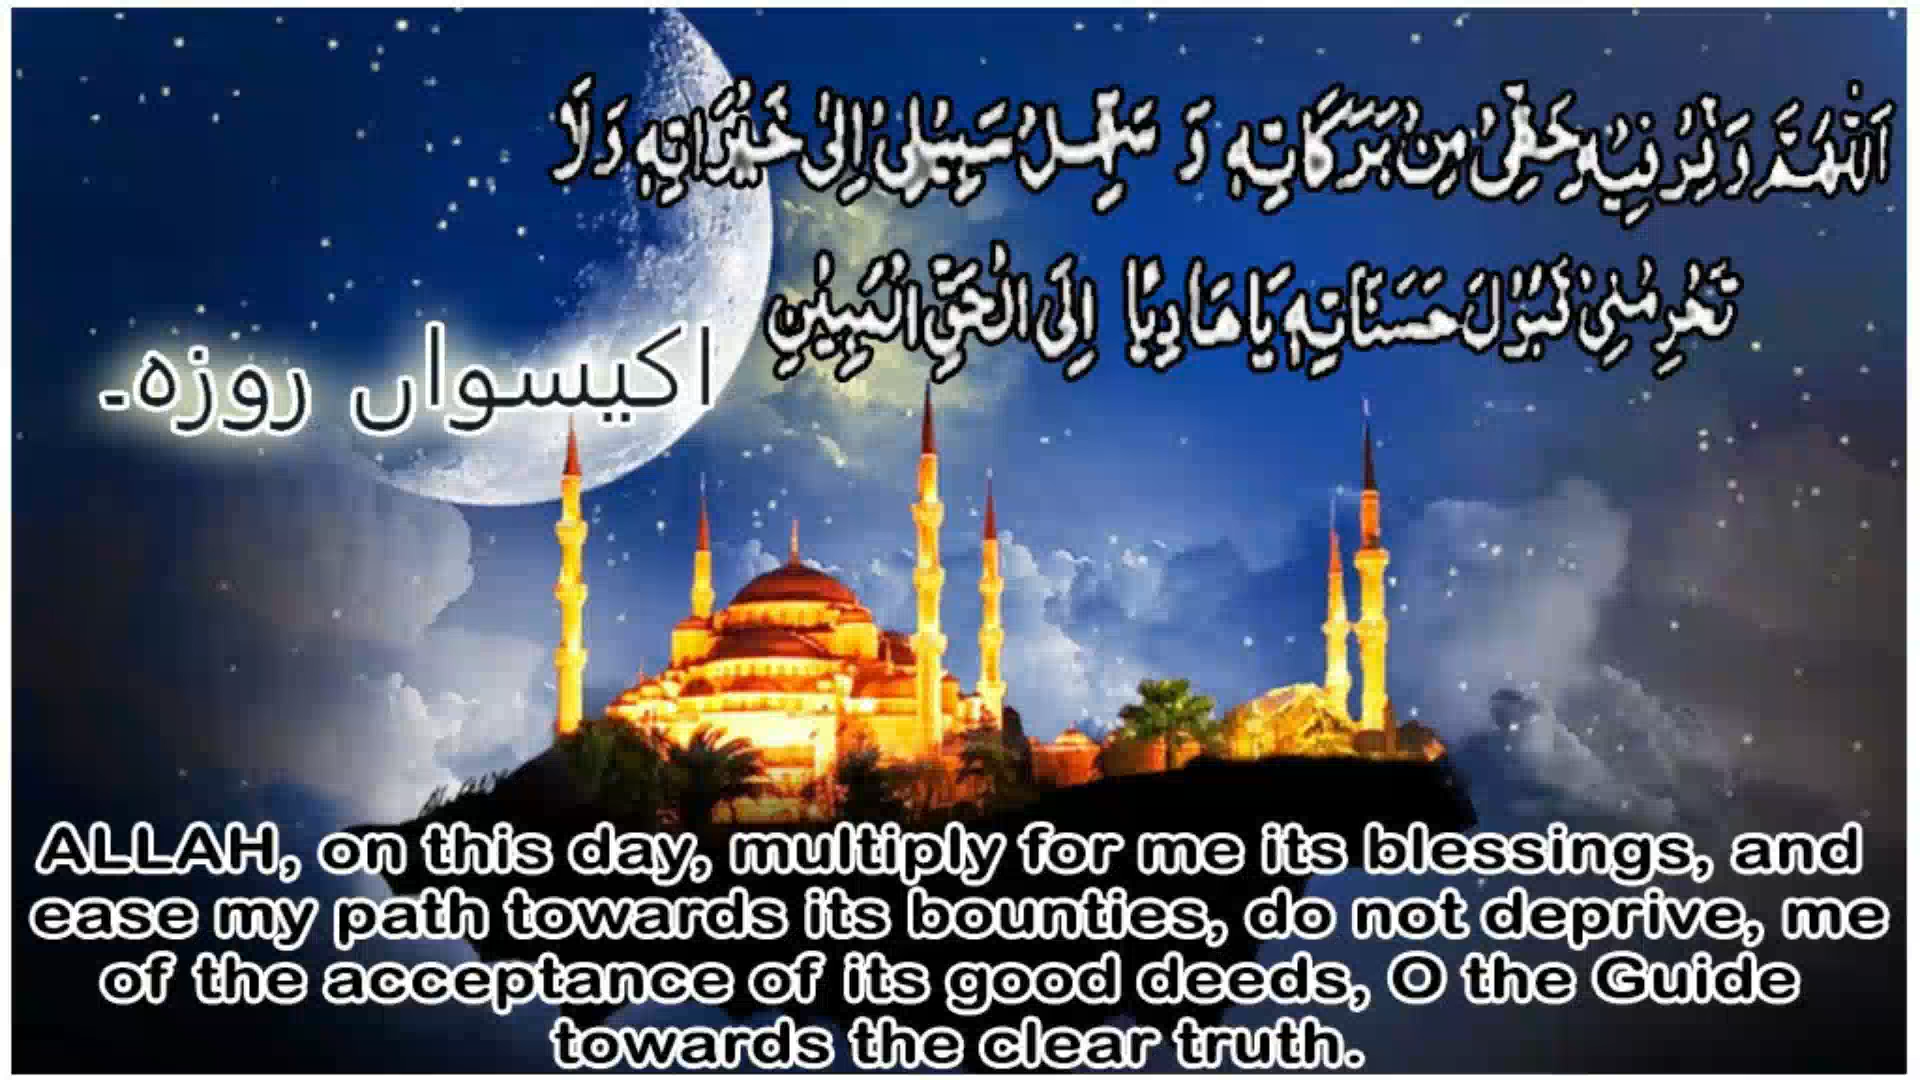 اَللّٰهُمَّ وَفِّرْ فِيْهِ حَظِّیْ مِنْ بَرَکَاتِهٖ وَ سَهِّلْ سَبِیْلِیْ اِلٰی خَیْرَاتِهٖ وَلَا
تَحْرِمْنِیْ قَبُوْلَ حَسَنَاتِهٖ یَا هَادِیًا اِلَی الْحَقِّ الْمُبِیْنِ
اکیسواں روزہ۔
ALLAH, on this day, multiply for me its blessings, and
ease my path towards its bounties, do not deprive, me
of the acceptance of its good deeds, O the Guide
towards the clear truth.